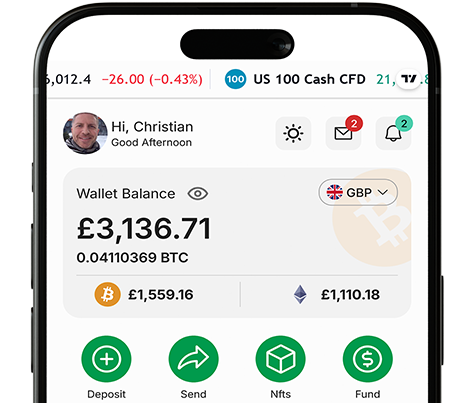 6,012.4 −26.00 (−0.43%) 100 US 100 Cash CFD 21,
Hi, Christian
Good Afternoon
2
2
Wallet Balance
GBP
£3,136.71
0.04110369 BTC
£1,559.16
£1,110.18
Deposit
Send
Nfts
Fund